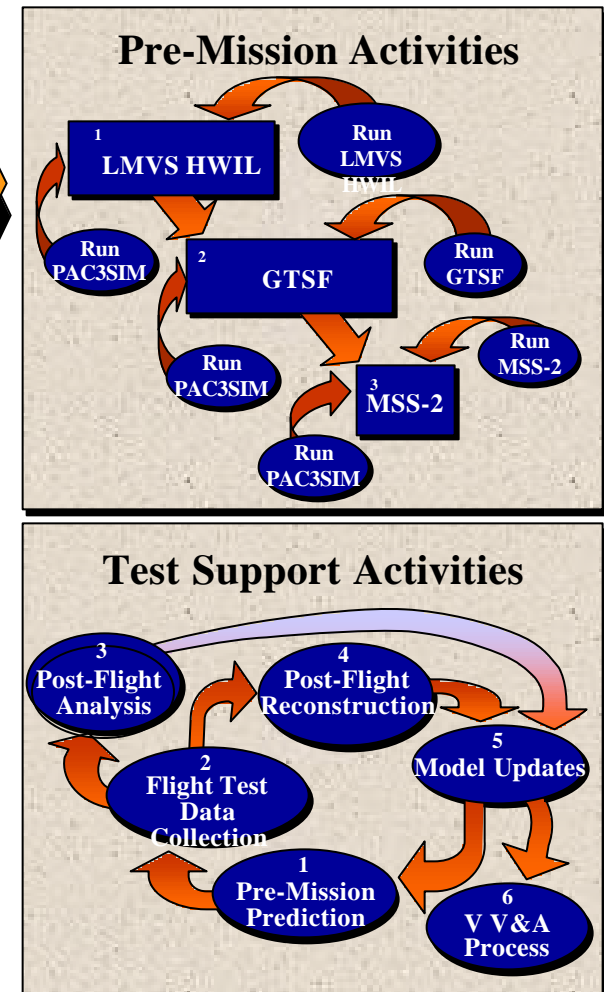 Pre-Mission Activities
1
LMVS HWIL
Run
LMVS
HWIL
Run
PAC3SIM
2
GTSF
Run
GTSF
Run
PAC3SIM
3
MSS-2
Run
MSS-2
Run
PAC3SIM
Test Support Activities
3
Post-Flight
Analysis
4
Post-Flight
Reconstruction
5
Model Updates
2
Flight Test
Data
Collection
1
Pre-Mission
Prediction
6
V V&A
Process